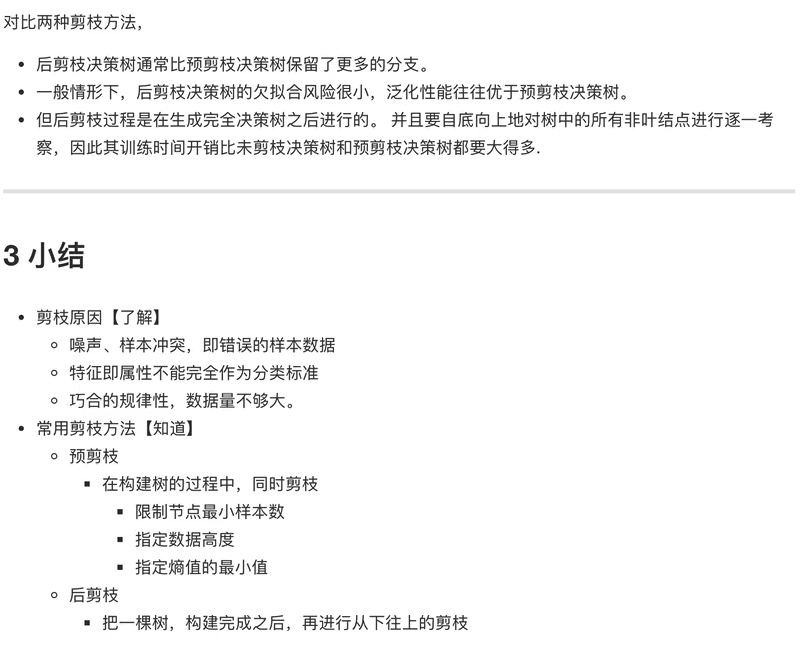 对比两种剪枝方法，
后剪枝决策树通常比预剪枝决策树保留了更多的分支。
一般情形下，后剪枝决策树的欠拟合风险很小，泛化性能往往优于预剪枝决策树。
但后剪枝过程是在生成完全决策树之后进行的。 并且要自底向上地对树中的所有非叶结点进行逐一考
察，因此其训练时间开销比未剪枝决策树和预剪枝决策树都要大得多.
3 小结
剪枝原因【了解】
噪声、样本冲突，即错误的样本数据
特征即属性不能完全作为分类标准
巧合的规律性，数据量不够大。
常用剪枝方法【知道】
预剪枝
在构建树的过程中，同时剪枝
限制节点最小样本数
指定数据高度
指定熵值的最小值
后剪枝
把一棵树，构建完成之后，再进行从下往上的剪枝